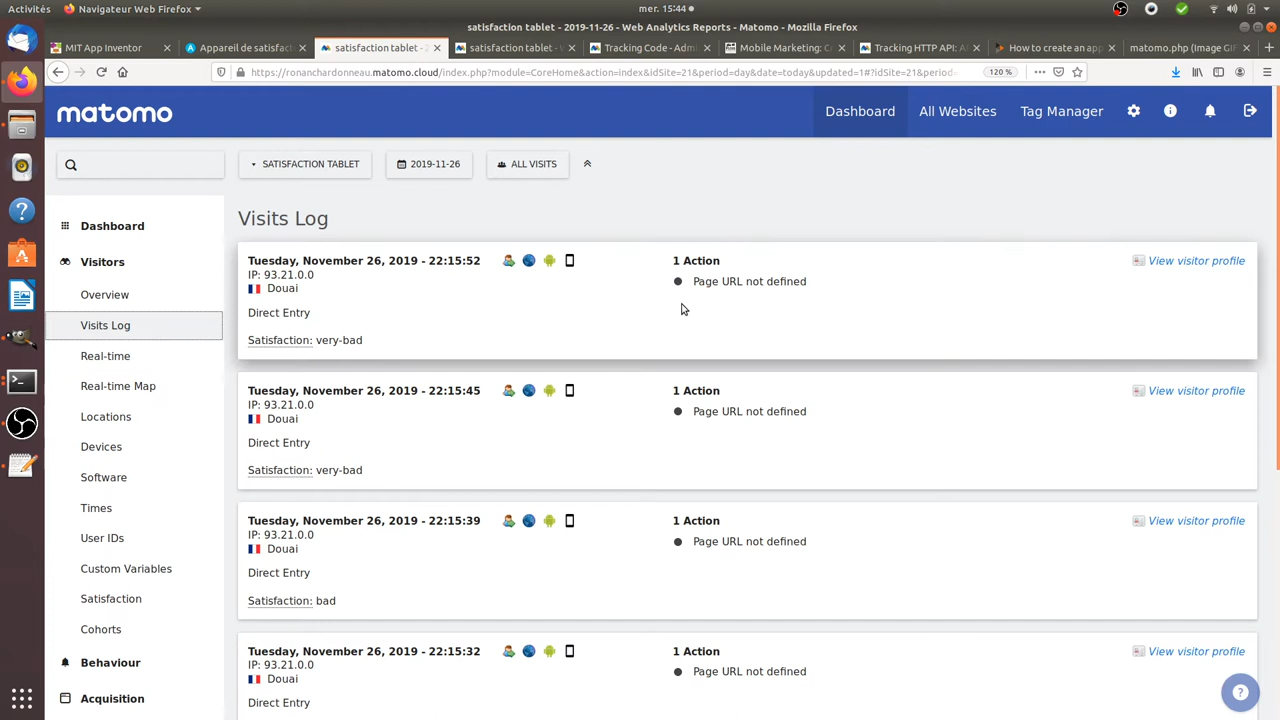 Activités
Navigateur Web Firefox
mer. 15:44
satisfaction tablet - 2019-11-26 - Web Analytics Reports - Matomo - Mozilla Firefox
MIT App Inventor
Appareil de satisfact
satisfaction tablet - 2
satisfaction tablet -
Tracking Code - Admi
Mobile Marketing: Cr
Tracking HTTP API: A
How to create an app
matomo.php (Image GIF
https://ronanchardonneau.matomo.cloud/index.php?module=CoreHome&action=index&idSite=21&period=day&date=today&updated=1#?idSite=21&period=
120 %
matomo
Dashboard
All Websites
Tag Manager
SATISFACTION TABLET
2019-11-26
ALL VISITS
Dashboard
Visitors
Overview
Visits Log
Real-time
Real-time Map
Locations
Devices
Software
Times
User IDs
Custom Variables
Satisfaction
Cohorts
Behaviour
Acquisition
Visits Log
Tuesday, November 26, 2019 - 22:15:52
IP: 93.21.0.0
Douai
Direct Entry
Satisfaction: very-bad
1 Action
Page URL not defined
View visitor profile
Tuesday, November 26, 2019 - 22:15:45
IP: 93.21.0.0
Douai
Direct Entry
Satisfaction: very-bad
1 Action
Page URL not defined
View visitor profile
Tuesday, November 26, 2019 - 22:15:39
IP: 93.21.0.0
Douai
Direct Entry
Satisfaction: bad
1 Action
Page URL not defined
View visitor profile
Tuesday, November 26, 2019 - 22:15:32
IP: 93.21.0.0
Douai
Direct Entry
1 Action
Page URL not defined
View visitor profile